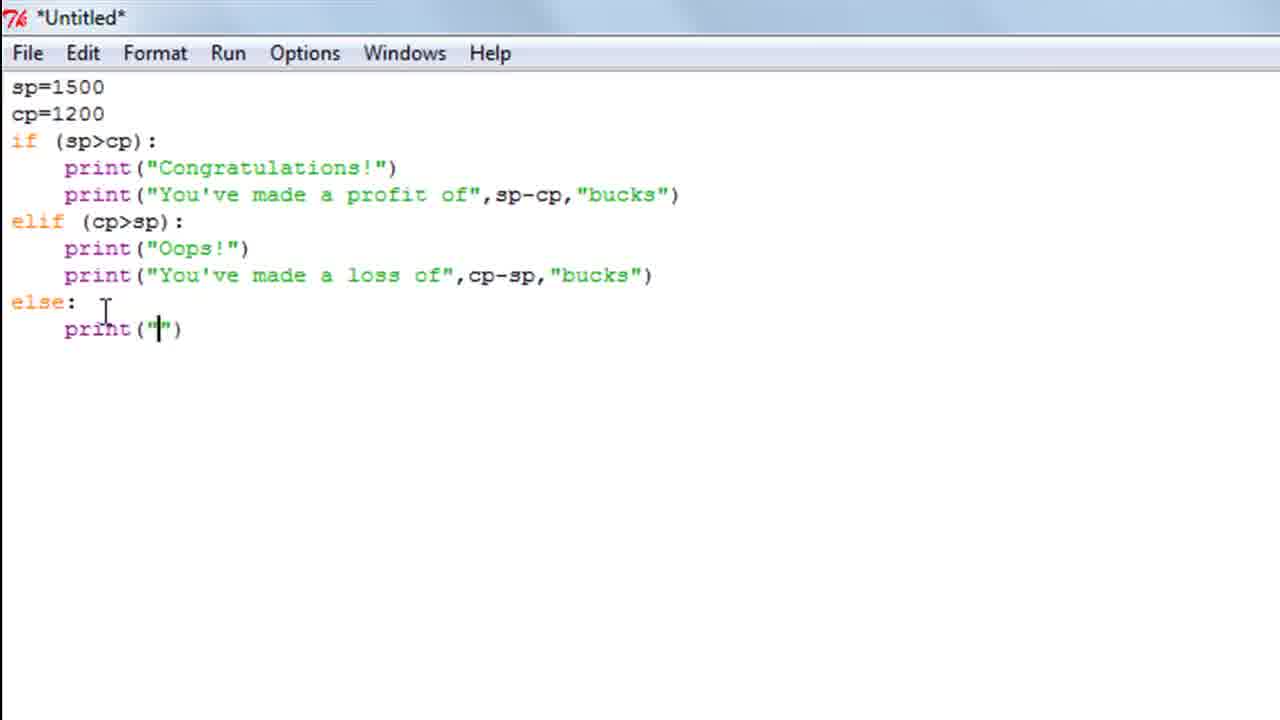 *Untitled*
File Edit Format Run Options Windows Help
sp=1500
cp=1200
if (sp>cp):
    print("Congratulations!")
    print("You've made a profit of",sp-cp,"bucks")
elif (cp>sp):
    print("Oops!")
    print("You've made a loss of",cp-sp,"bucks")
else:
    print("")